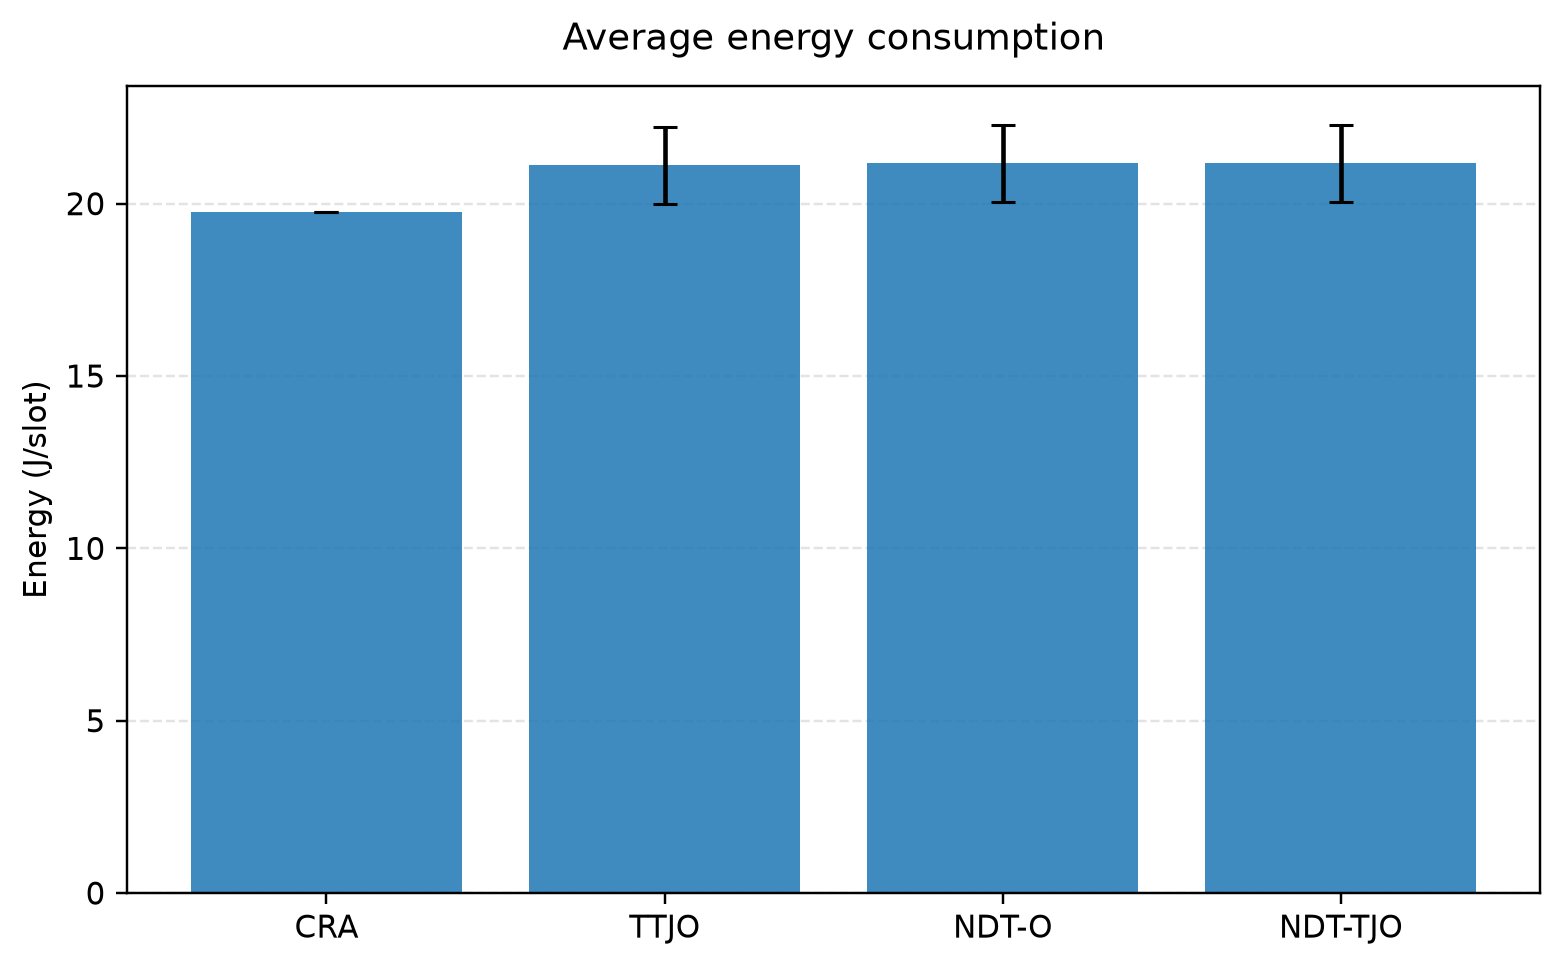 Average energy consumption
Energy (J/slot)
20
15
10
5
0
CRA
TTJO
NDT-O
NDT-TJO